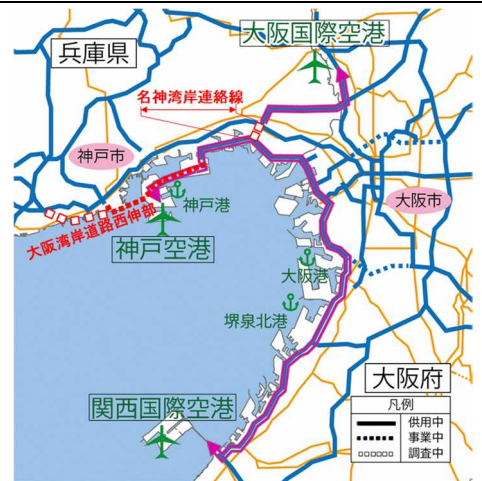 大阪国際空港
兵庫県
名神湾岸連絡線
神戸市
神戸港
大阪市
大阪湾岸道路西伸部
神戸空港
大阪港
堺泉北港
大阪府
関西国際空港
凡例
供用中
事業中
調査中